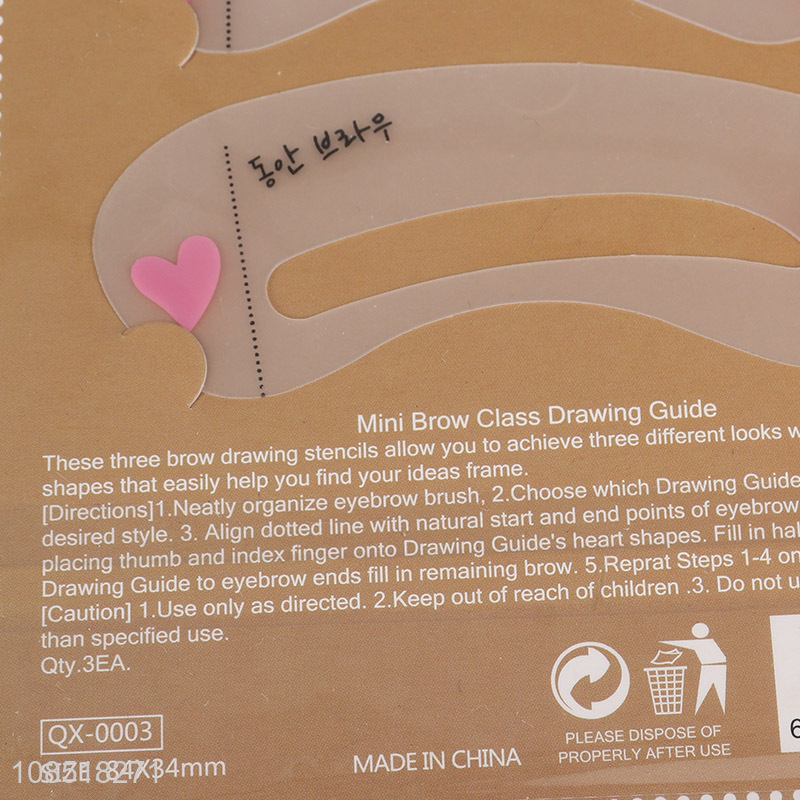 동안 브라우
Mini Brow Class Drawing Guide
These three brow drawing stencils allow you to achieve three different looks
shapes that easily help you find your ideas frame.
[Directions]1.Neatly organize eyebrow brush, 2.Choose which Drawing Guide
desired style. 3. Align dotted line with natural start and end points of eyebrow
placing thumb and index finger onto Drawing Guide's heart shapes. Fill in
Drawing Guide to eyebrow ends fill in remaining brow. 5.Reprat Steps 1-4 on
[Caution] 1.Use only as directed. 2.Keep out of reach of children .3. Do not
than specified use.
Qty.3EA.
QX-0003
SIZE: 84X34mm
MADE IN CHINA
PLEASE DISPOSE OF
PROPERLY AFTER USE
6